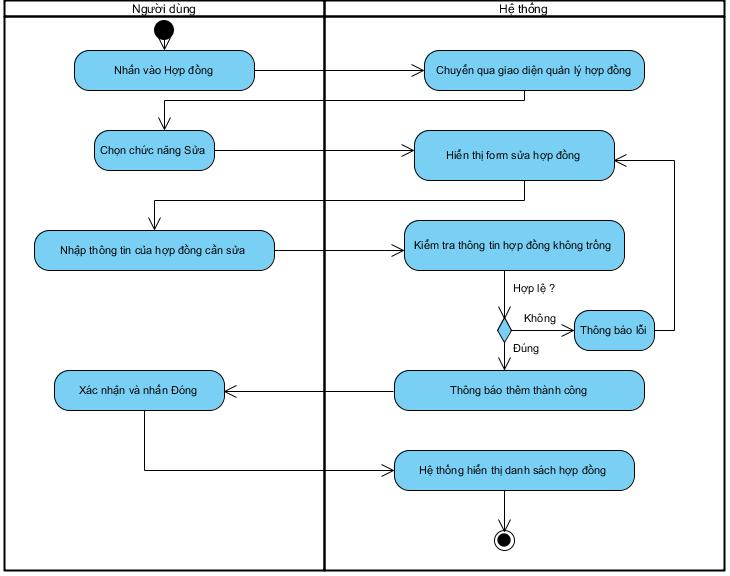 Người dùng
Hệ thống
Nhấn vào Hợp đồng
Chuyển qua giao diện quản lý hợp đồng
Chọn chức năng Sửa
Hiển thị form sửa hợp đồng
Nhập thông tin của hợp đồng cần sửa
Kiểm tra thông tin hợp đồng không trống
Hợp lệ ?
Không
Thông báo lỗi
Đúng
Xác nhận và nhấn Đóng
Thông báo thêm thành công
Hệ thống hiển thị danh sách hợp đồng